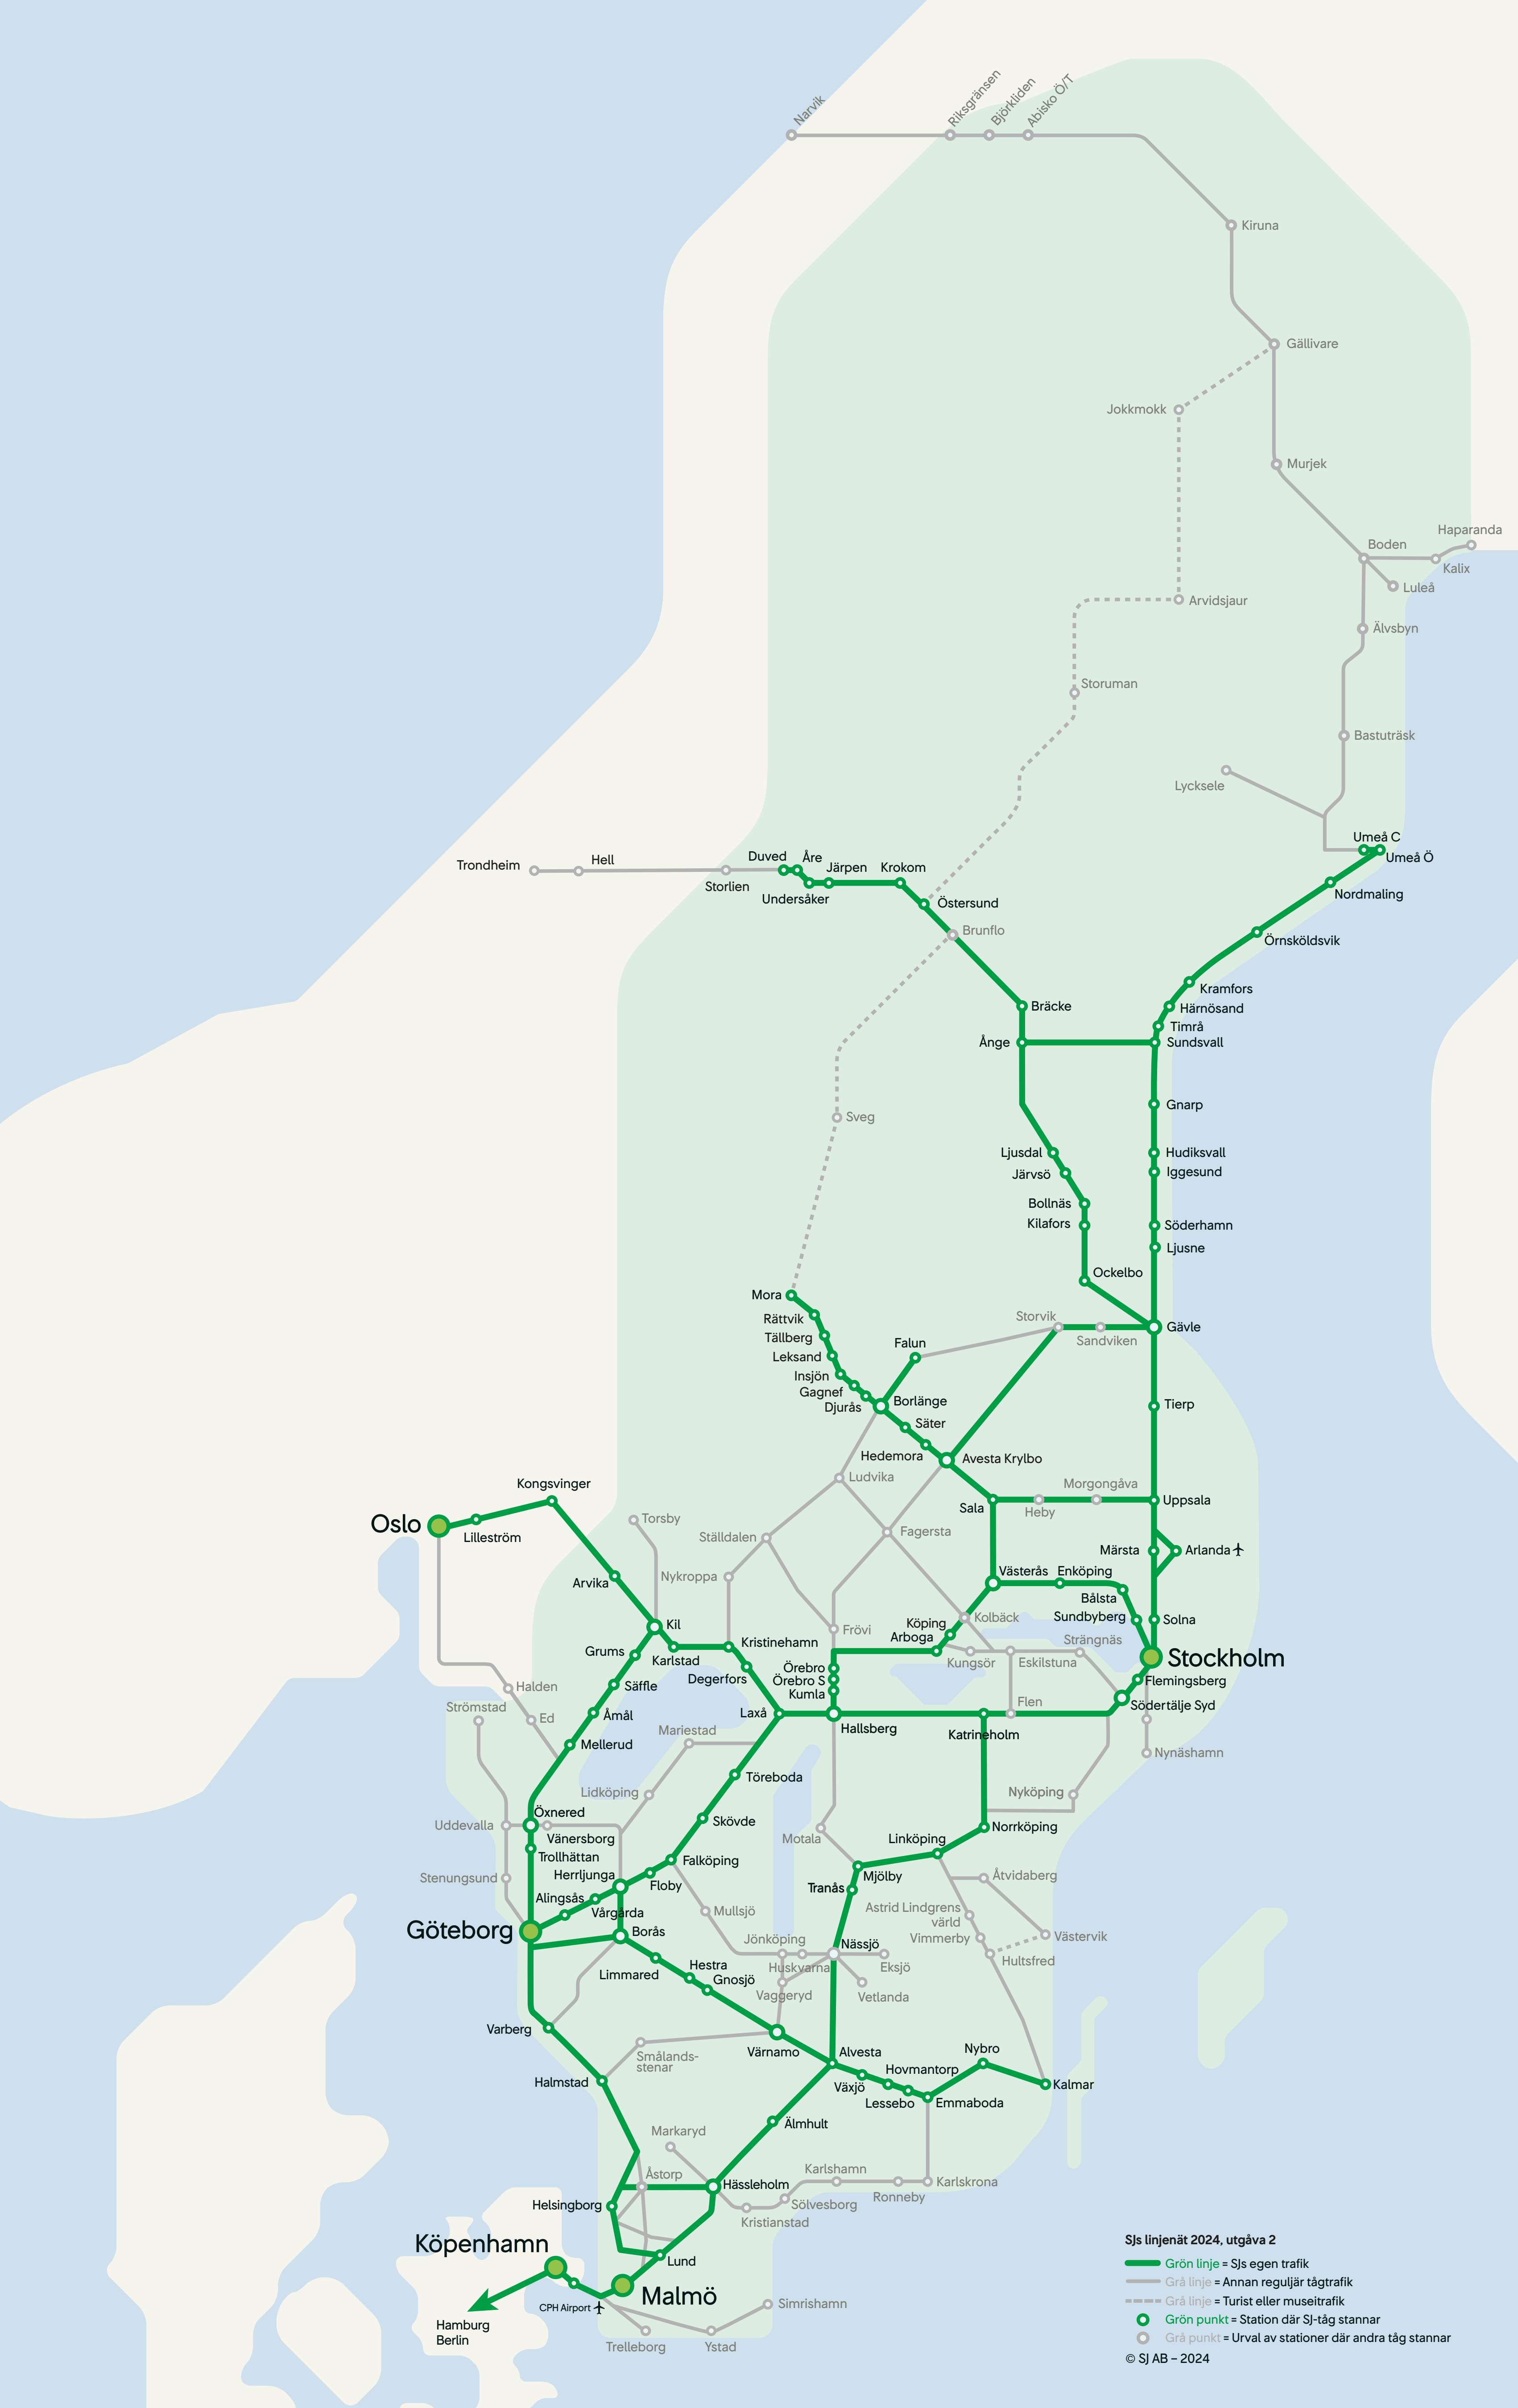 Narvik
Riksgränsen
Björkliden
Abisko Ö/T
Kiruna
Gällivare
Jokkmokk
Murjek
Haparanda
Boden
Kalix
Luleå
Arvidsjaur
Älvsbyn
Storuman
Bastuträsk
Lycksele
Umeå C
Umeå Ö
Trondheim
Hell
Storlien
Duved
Åre
Järpen
Undersåker
Krokom
Östersund
Brunflo
Nordmaling
Örnsköldsvik
Kramfors
Härnösand
Timrå
Sundsvall
Bräcke
Ånge
Gnarp
Sveg
Ljusdal
Järvsö
Hudiksvall
Iggesund
Bollnäs
Kilafors
Söderhamn
Ljusne
Ockelbo
Mora
Rättvik
Tällberg
Leksand
Insjön
Gagnef
Djurås
Falun
Storvik
Sandviken
Gävle
Borlänge
Säter
Hedemora
Avesta Krylbo
Tierp
Ludvika
Morgongåva
Kongsvinger
Sala
Heby
Uppsala
Oslo
Lilleström
Torsby
Ställdalen
Fagersta
Märsta
Arlanda
Arvika
Nykroppa
Västerås
Enköping
Bålsta
Sundbyberg
Solna
Kil
Frövi
Köping
Kolbäck
Arboga
Strängnäs
Grums
Karlstad
Kristinehamn
Degerfors
Örebro
Örebro S
Kumla
Kungsör
Eskilstuna
Stockholm
Flemingsberg
Halden
Säffle
Flen
Södertälje Syd
Strömstad
Ed
Åmål
Laxå
Hallsberg
Katrineholm
Mariestad
Mellerud
Nynäshamn
Töreboda
Lidköping
Nyköping
Öxnered
Skövde
Uddevalla
Vänersborg
Motala
Linköping
Norrköping
Trollhättan
Herrljunga
Falköping
Mjölby
Stenungsund
Floby
Tranås
Åtvidaberg
Alingsås
Vårgårda
Mullsjö
Astrid Lindgrens
värld
Göteborg
Borås
Jönköping
Nässjö
Vimmerby
Västervik
Limmared
Hestra
Huskvarna
Eksjö
Hultsfred
Gnosjö
Vaggeryd
Vetlanda
Varberg
Smålands-
stenar
Värnamo
Alvesta
Nybro
Hovmantorp
Halmstad
Växjö
Kalmar
Lessebo
Emmaboda
Älmhult
Markaryd
Åstorp
Hässleholm
Karlshamn
Karlskrona
Helsingborg
Sölvesborg
Ronneby
Kristianstad
Köpenhamn
Lund
Malmö
CPH Airport
Simrishamn
Hamburg
Berlin
Trelleborg
Ystad
SJs linjenät 2024, utgåva 2
Grön linje = SJs egen trafik
Grå linje = Annan reguljär tågtrafik
Grå linje = Turist eller museitrafik
Grön punkt = Station där SJ-tåg stannar
Grå punkt = Urval av stationer där andra tåg stannar
© SJ AB – 2024